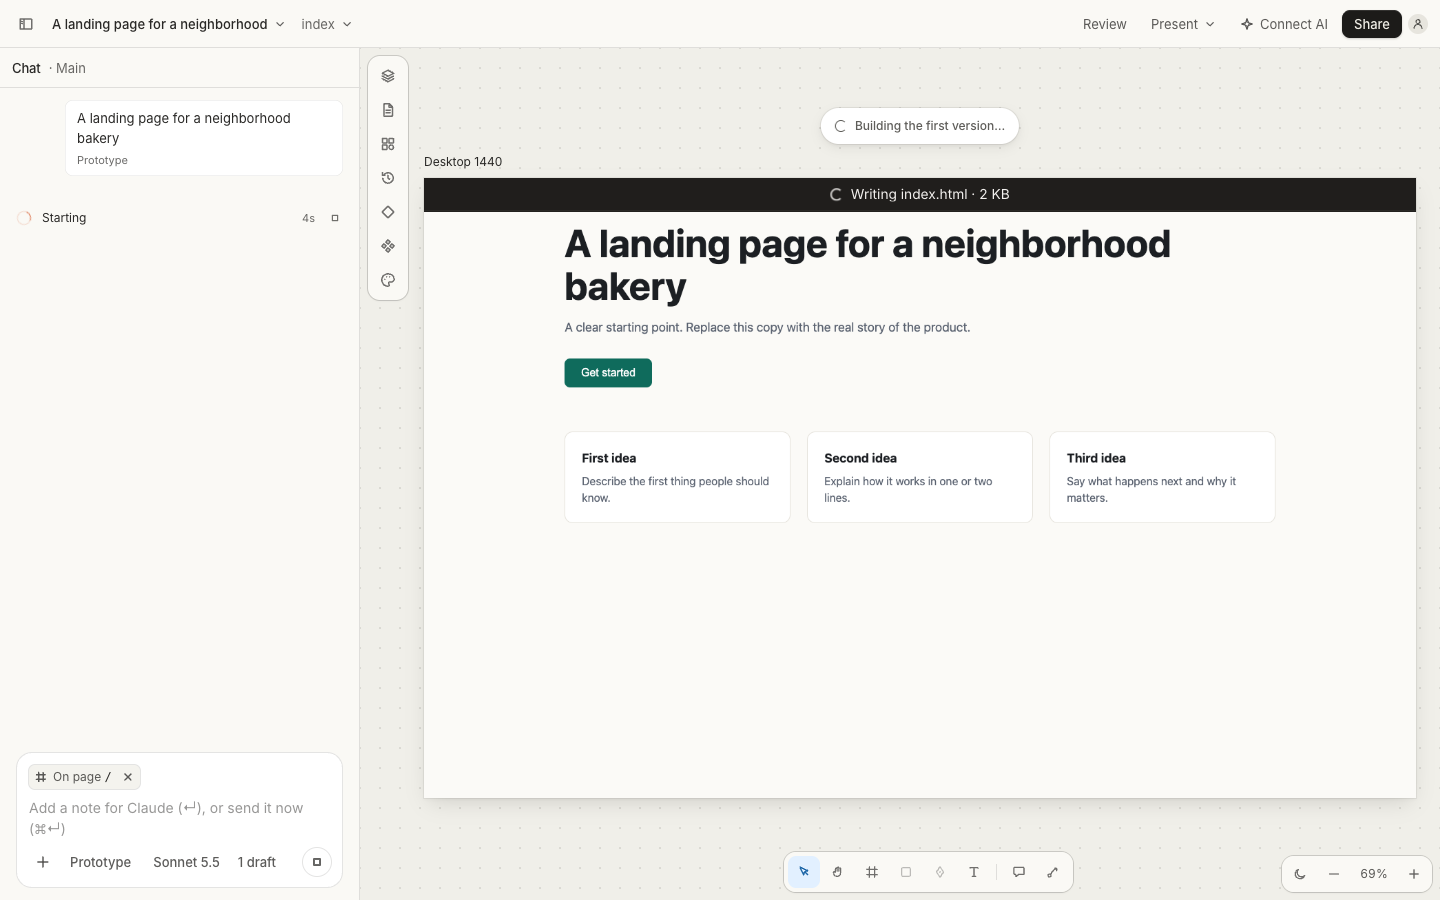 A landing page for a neighborhood
index
Review
Present
Connect AI
Share
Chat · Main
A landing page for a neighborhood
bakery
Prototype
Starting
4s
Building the first version...
Desktop 1440
Writing index.html · 2 KB
A landing page for a neighborhood
bakery
A clear starting point. Replace this copy with the real story of the product.
Get started
First idea
Describe the first thing people should
know.
Second idea
Explain how it works in one or two
lines.
Third idea
Say what happens next and why it
matters.
On page /
Add a note for Claude (↵), or send it now
(⌘↵)
Prototype
Sonnet 5.5
1 draft
69%